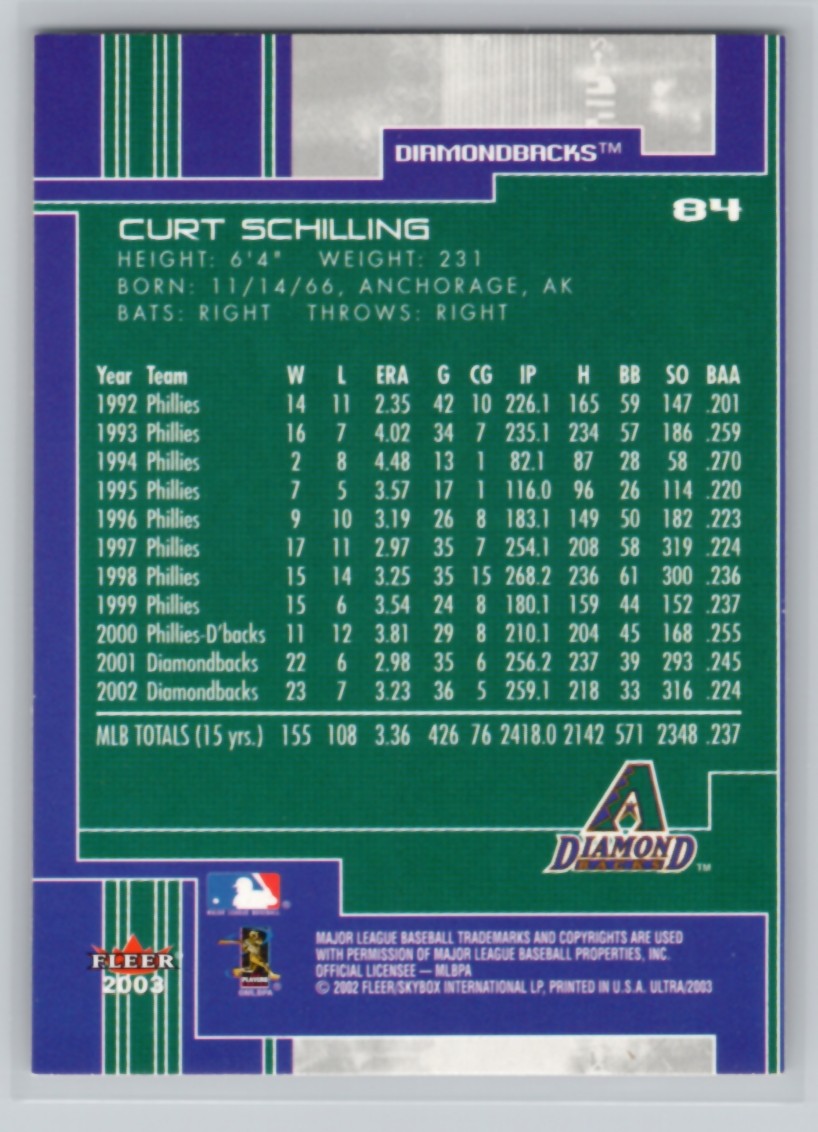 DIAMONDBACKS™
84
CURT SCHILLING
HEIGHT: 6'4" WEIGHT: 231
BORN: 11/14/66, ANCHORAGE, AK
BATS: RIGHT THROWS: RIGHT
Year Team W L ERA G CG IP H BB SO BAA
1992 Phillies 14 11 2.35 42 10 226.1 165 59 147 .201
1993 Phillies 16 7 4.02 34 7 235.1 234 57 186 .259
1994 Phillies 2 8 4.48 13 1 82.1 87 28 58 .270
1995 Phillies 7 5 3.57 17 1 116.0 96 26 114 .220
1996 Phillies 9 10 3.19 26 8 183.1 149 50 182 .223
1997 Phillies 17 11 2.97 35 7 254.1 208 58 319 .224
1998 Phillies 15 14 3.25 35 15 268.2 236 61 300 .236
1999 Phillies 15 6 3.54 24 8 180.1 159 44 152 .237
2000 Phillies-D'backs 11 12 3.81 29 8 210.1 204 45 168 .255
2001 Diamondbacks 22 6 2.98 35 6 256.2 237 39 293 .245
2002 Diamondbacks 23 7 3.23 36 5 259.1 218 33 316 .224
MLB TOTALS (15 yrs.) 155 108 3.36 426 76 2418.0 2142 571 2348 .237
DIAMOND
BACKS ™
MAJOR LEAGUE BASEBALL ®
FLEER
2003
PLAYERS
©MLBPA ®
MAJOR LEAGUE BASEBALL TRADEMARKS AND COPYRIGHTS ARE USED
WITH PERMISSION OF MAJOR LEAGUE BASEBALL PROPERTIES, INC.
OFFICIAL LICENSEE — MLBPA
© 2002 FLEER/SKYBOX INTERNATIONAL LP, PRINTED IN U.S.A. ULTRA/2003